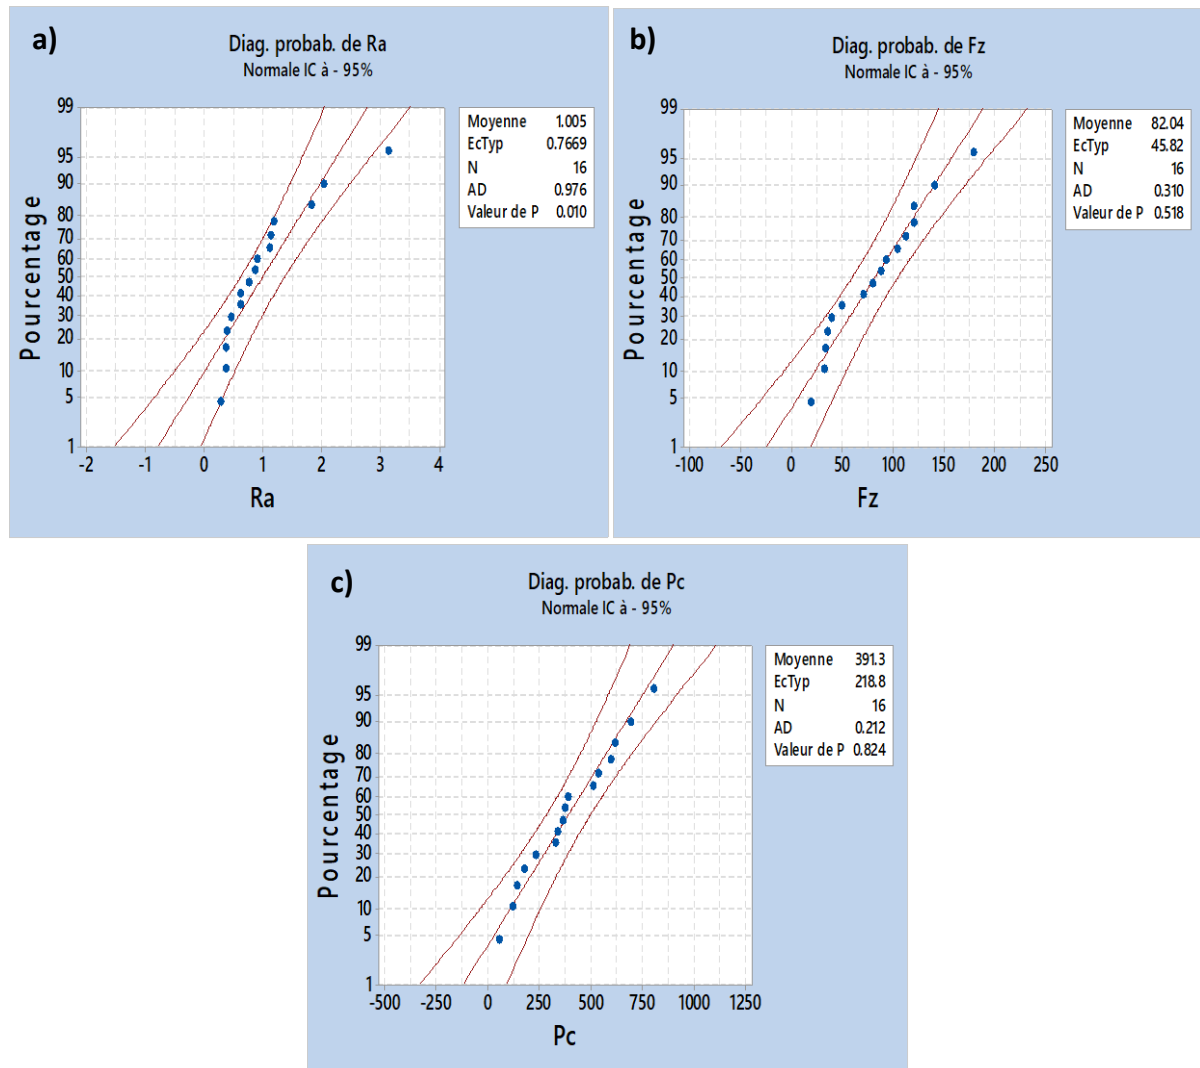 a)
Diag. probab. de Ra
Normale IC à - 95%
Pourcentage
99
95
90
80
70
60
50
40
30
20
10
5
1
-2 -1 0 1 2 3 4
Ra
Moyenne 1.005
EcTyp 0.7669
N 16
AD 0.976
Valeur de P 0.010
b)
Diag. probab. de Fz
Normale IC à - 95%
Pourcentage
99
95
90
80
70
60
50
40
30
20
10
5
1
-100 -50 0 50 100 150 200 250
Fz
Moyenne 82.04
EcTyp 45.82
N 16
AD 0.310
Valeur de P 0.518
c)
Diag. probab. de Pc
Normale IC à - 95%
Pourcentage
99
95
90
80
70
60
50
40
30
20
10
5
1
-500 -250 0 250 500 750 1000 1250
Pc
Moyenne 391.3
EcTyp 218.8
N 16
AD 0.212
Valeur de P 0.824